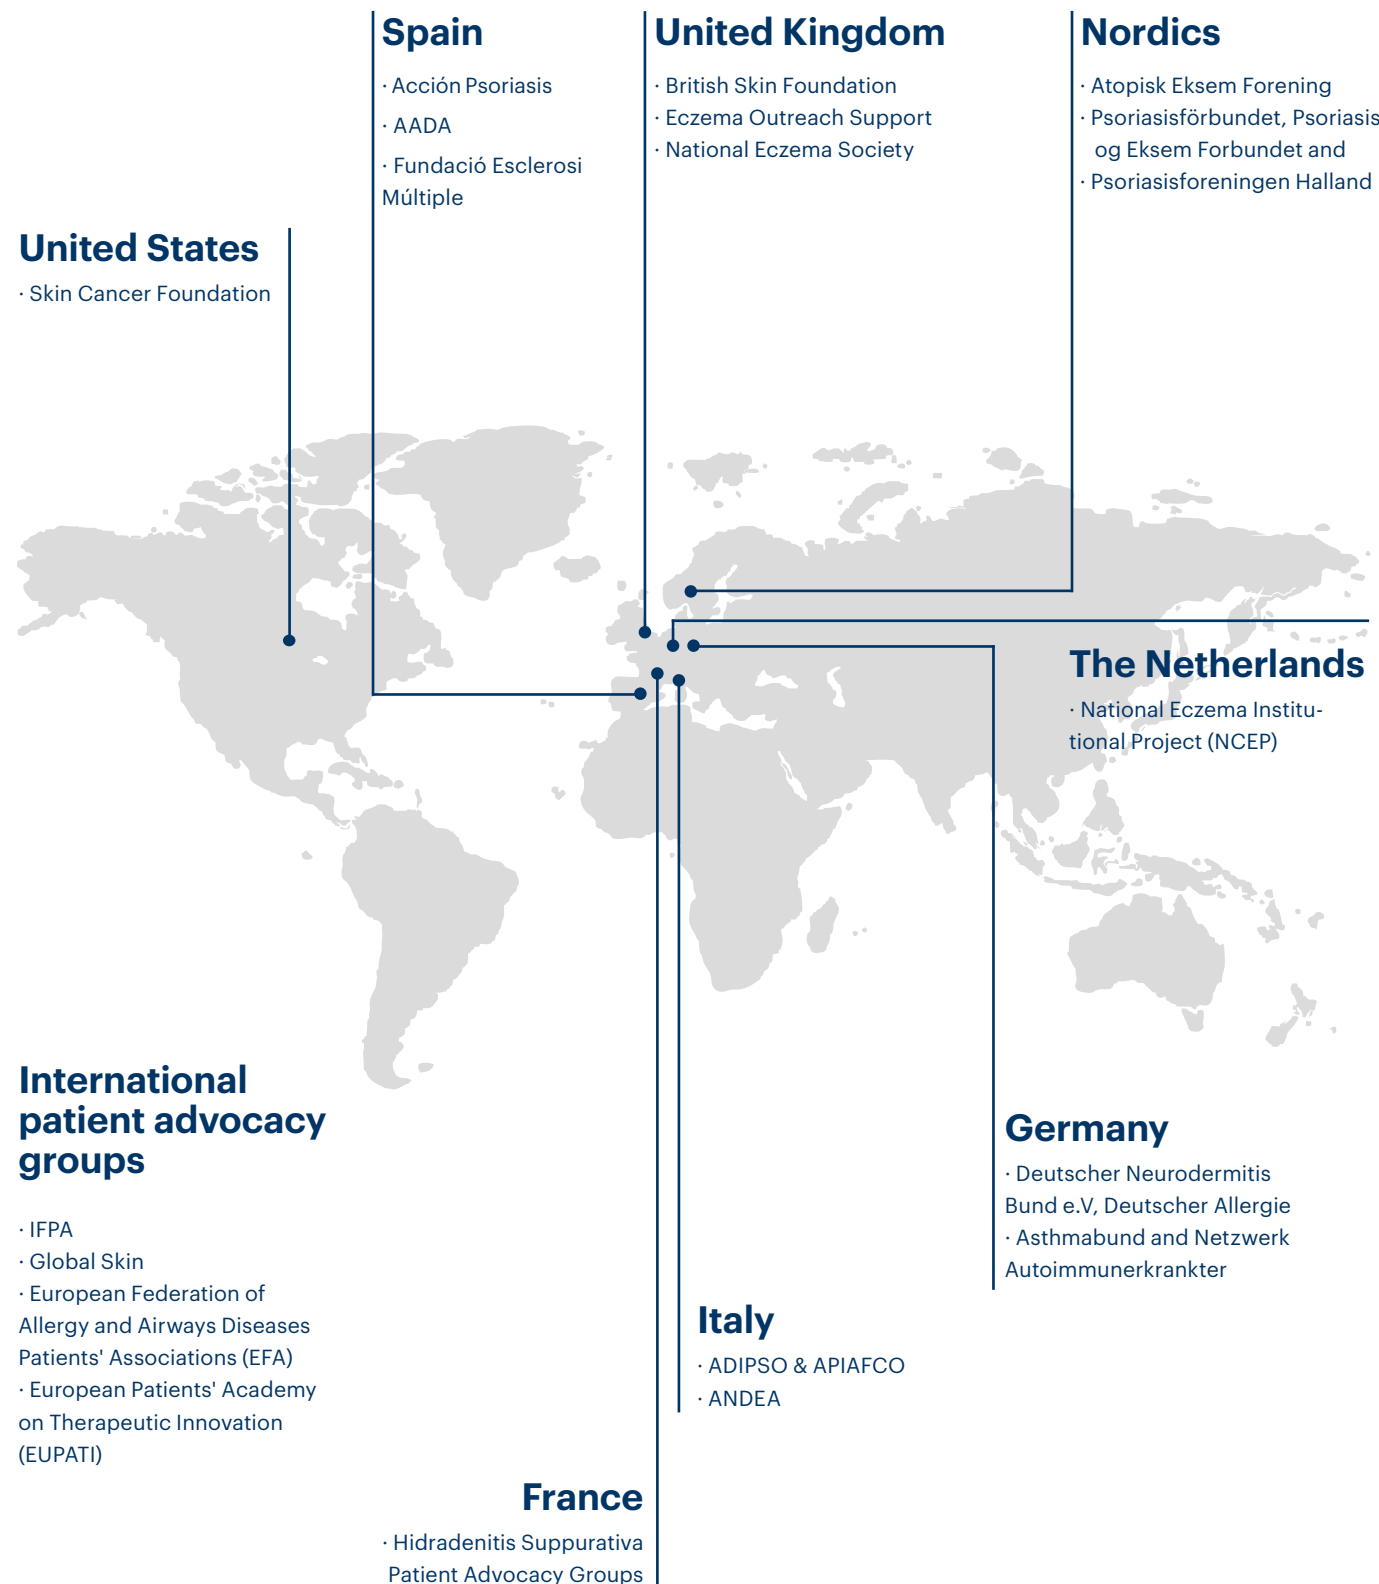 Spain
· Acción Psoriasis
· AADA
· Fundació Esclerosi
Múltiple
United Kingdom
· British Skin Foundation
· Eczema Outreach Support
· National Eczema Society
Nordics
· Atopisk Eksem Forening
· Psoriasisförbundet, Psoriasis
og Eksem Forbundet and
· Psoriasisforeningen Halland
United States
· Skin Cancer Foundation
The Netherlands
· National Eczema Institu-
tional Project (NCEP)
International
patient advocacy
groups
· IFPA
· Global Skin
· European Federation of
Allergy and Airways Diseases
Patients' Associations (EFA)
· European Patients' Academy
on Therapeutic Innovation
(EUPATI)
Germany
· Deutscher Neurodermitis
Bund e.V, Deutscher Allergie
· Asthmabund and Netzwerk
Autoimmunerkrankter
Italy
· ADIPSO & APIAFCO
· ANDEA
France
· Hidradenitis Suppurativa
Patient Advocacy Groups